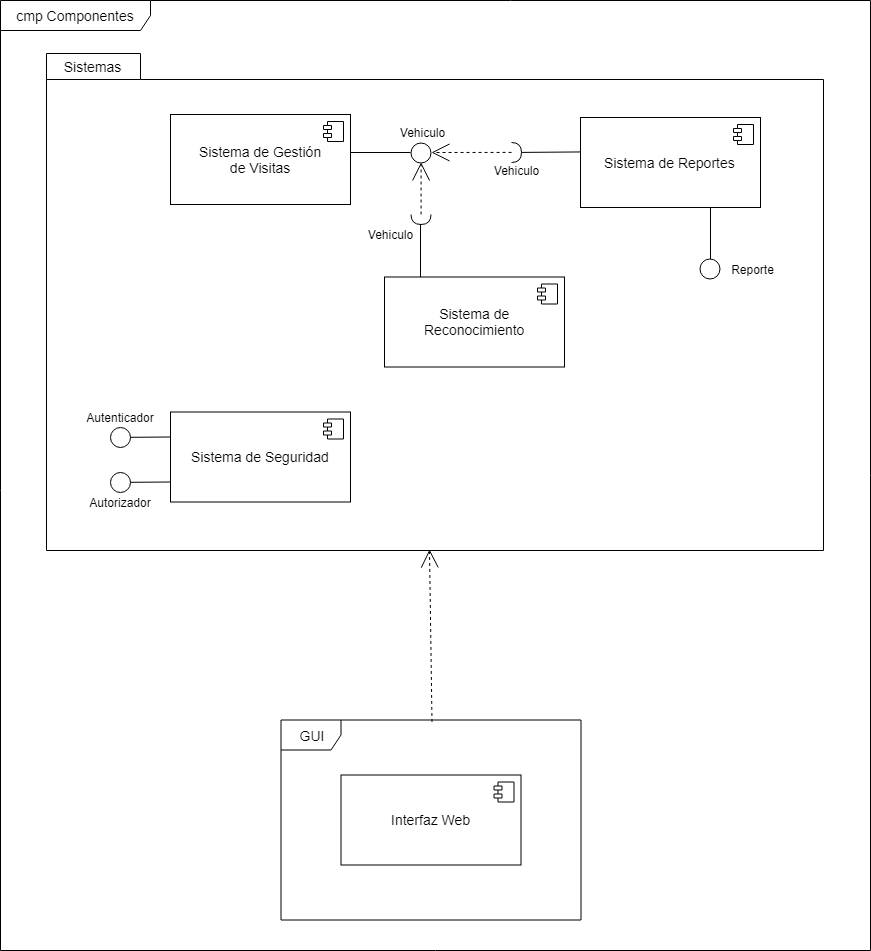 cmp Componentes
Sistemas
Sistema de Gestión
de Visitas
Vehiculo
Vehiculo
Sistema de Reportes
Vehiculo
Reporte
Sistema de
Reconocimiento
Autenticador
Sistema de Seguridad
Autorizador
GUI
Interfaz Web